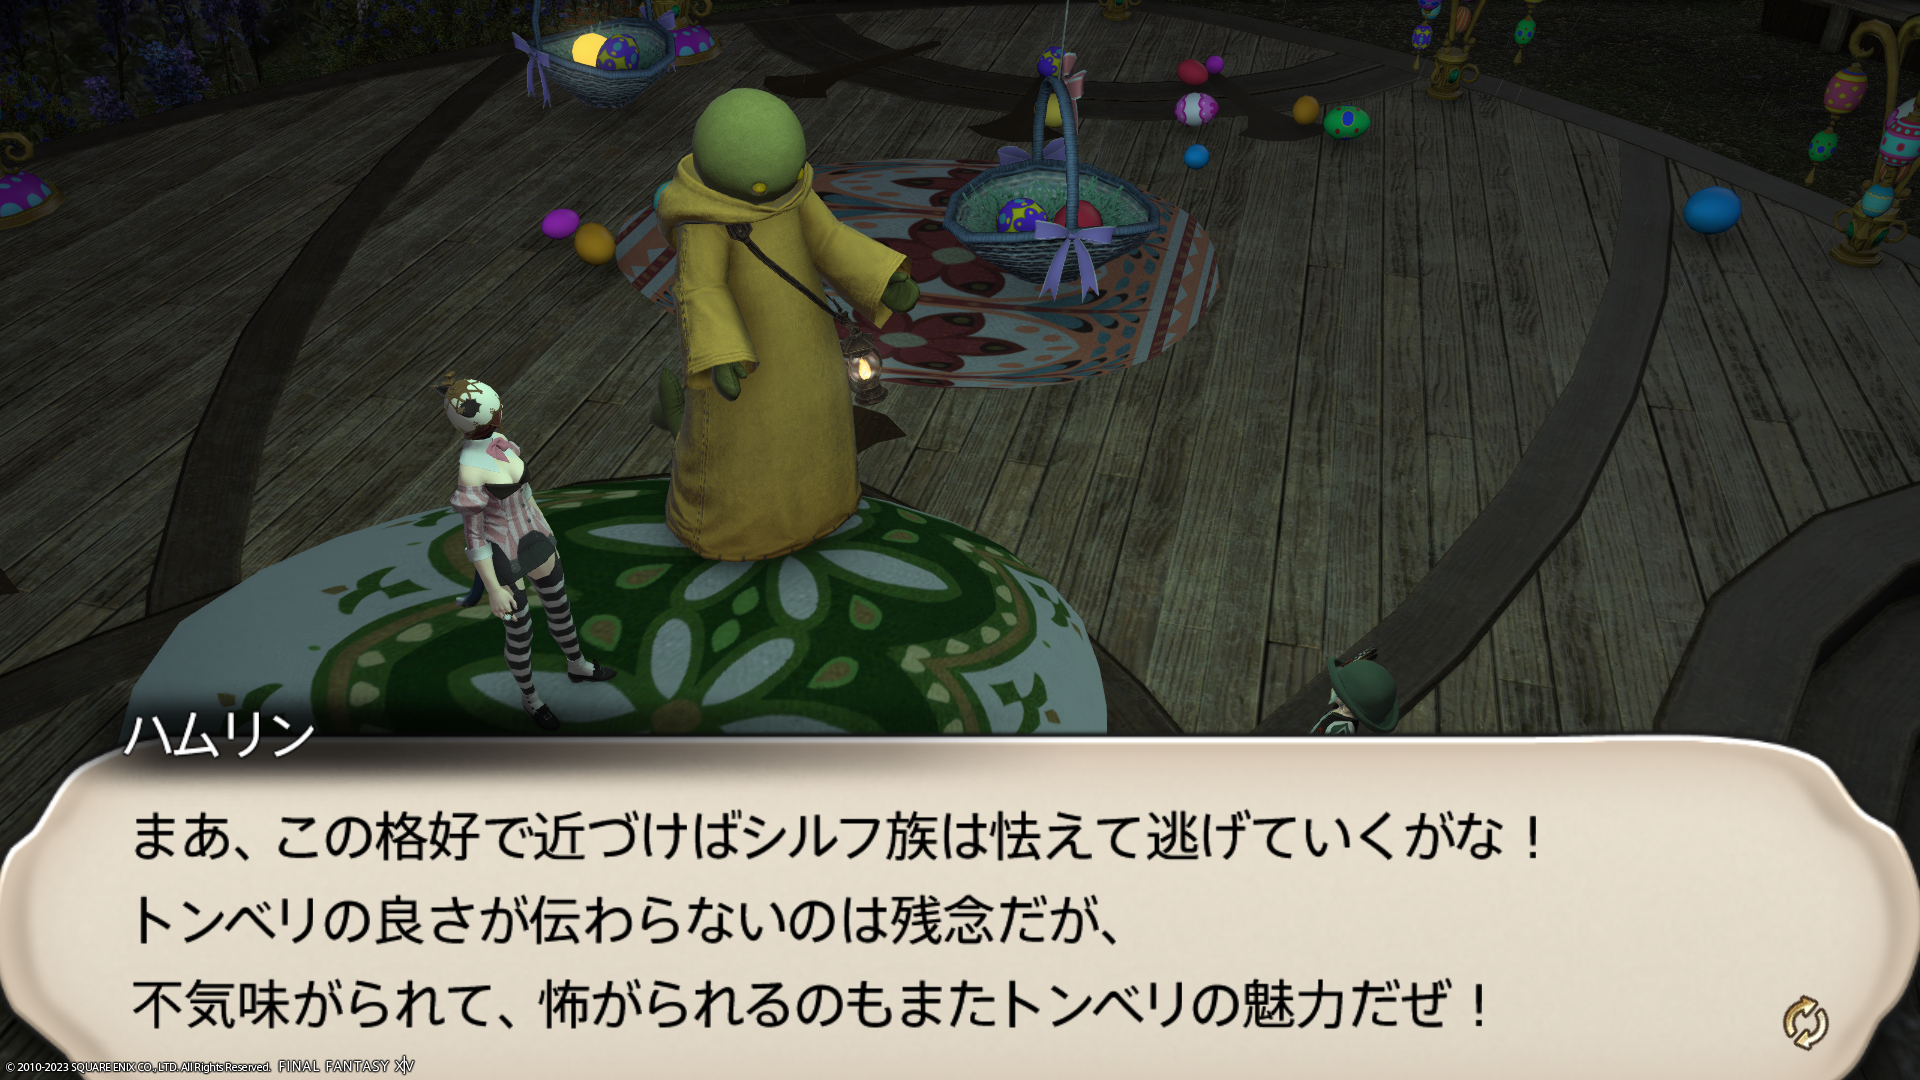 ハムリン
まあ、この格好で近づけばシルフ族は怯えて逃げていくがな！
トンベリの良さが伝わらないのは残念だが、
不気味がられて、怖がられるのもまたトンベリの魅力だぜ！
© 2010-2023 SQUARE ENIX CO., LTD. All Rights Reserved. FINAL FANTASY XIV